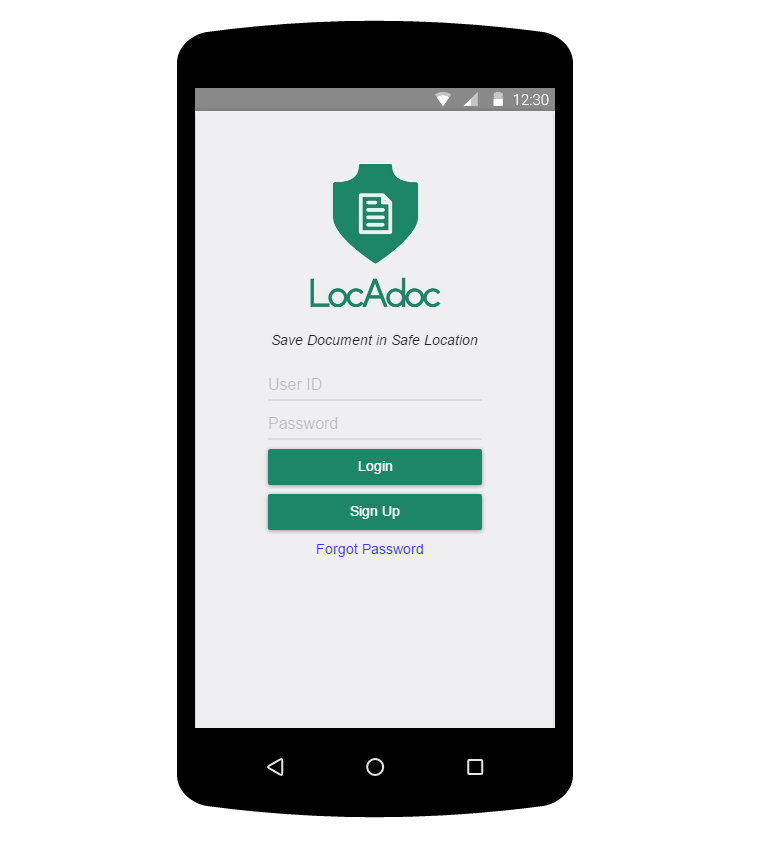 12:30
LocAdoc
Save Document in Safe Location
User ID
Password
Login
Sign Up
Forgot Password